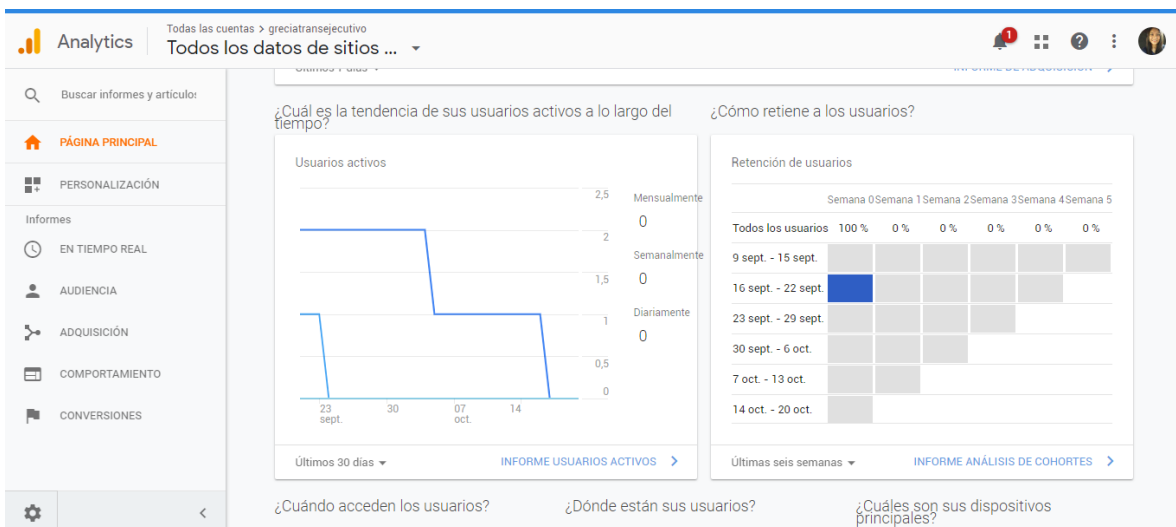 Todas las cuentas > greciatransejecutivo
Analytics
Todos los datos de sitios ...
1
Buscar informes y artículos
PÁGINA PRINCIPAL
PERSONALIZACIÓN
Informes
EN TIEMPO REAL
AUDIENCIA
ADQUISICIÓN
COMPORTAMIENTO
CONVERSIONES
¿Cuál es la tendencia de sus usuarios activos a lo largo del
tiempo?
Usuarios activos
2,5
2
1,5
1
0,5
0
23 30 07 14
sept. oct.
Mensualmente
0
Semanalmente
0
Diariamente
0
Últimos 30 días
INFORME USUARIOS ACTIVOS >
¿Cómo retiene a los usuarios?
Retención de usuarios
Semana 0 Semana 1 Semana 2 Semana 3 Semana 4 Semana 5
Todos los usuarios 100 % 0 % 0 % 0 % 0 % 0 %
9 sept. - 15 sept.
16 sept. - 22 sept.
23 sept. - 29 sept.
30 sept. - 6 oct.
7 oct. - 13 oct.
14 oct. - 20 oct.
Últimas seis semanas
INFORME ANÁLISIS DE COHORTES >
¿Cuándo acceden los usuarios?
¿Dónde están sus usuarios?
¿Cuáles son sus dispositivos
principales?